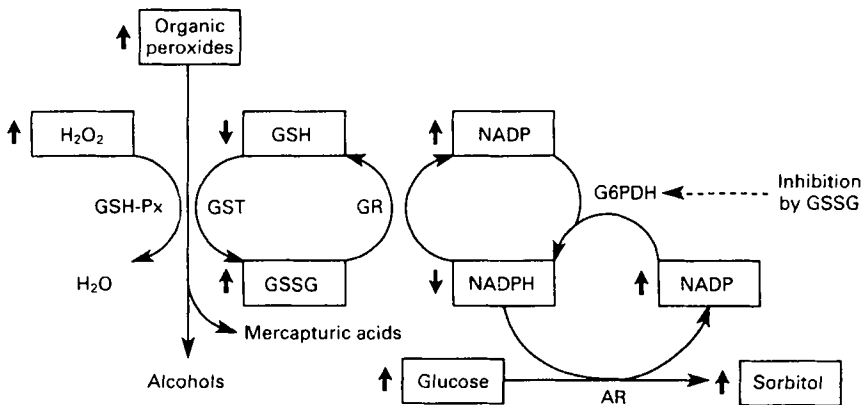 Organic
peroxides
H₂O₂
GSH
NADP
GSH-Px
GST
GR
G6PDH
Inhibition
by GSSG
H₂O
GSSG
NADPH
NADP
Mercapturic acids
Alcohols
Glucose
AR
Sorbitol